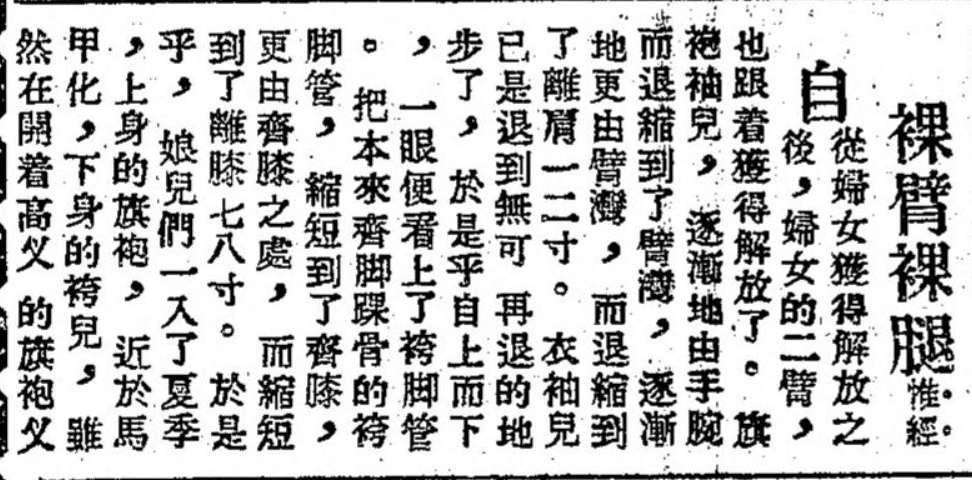 裸臂裸腿
惟經。
自從婦女獲得解放之
後，婦女的二臂，
也跟着獲得解放了。旗
袍袖兒，逐漸地由手腕
而退縮到了臂灣，逐漸
地更由臂灣，而退縮到
了離肩一二寸。衣袖兒
已是退到無可再退的地
步了，於是乎自上而下
，一眼便看上了袴脚管
。把本來齊脚踝骨的袴
脚管，縮短到了齊膝，
更由齊膝之處，而縮短
到了離膝七八寸。於是
乎，娘兒們一入了夏季
，上身的旗袍，近於馬
甲化，下身的袴兒，雖
然在開着高义的旗袍义